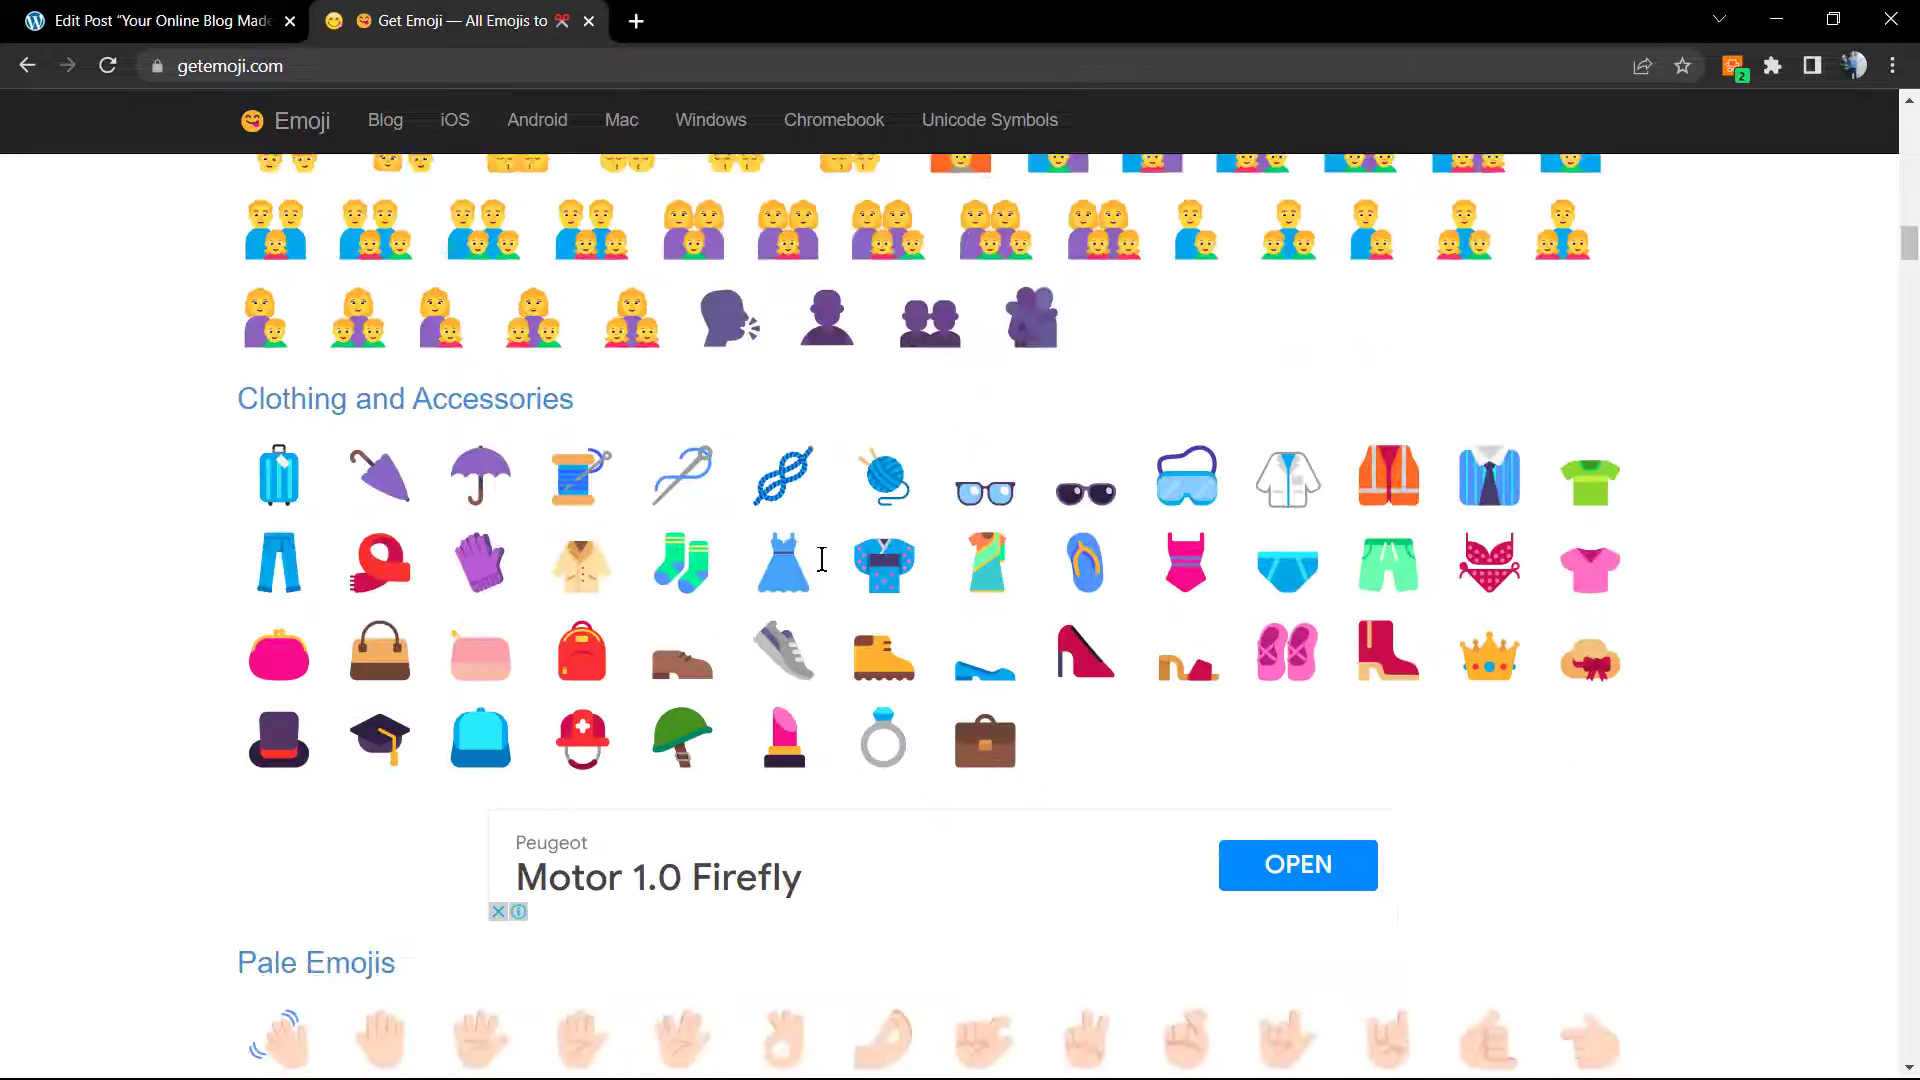 Edit Post “Your Online Blog Made
Get Emoji — All Emojis to
getemoji.com
2
Emoji
Blog
iOS
Android
Mac
Windows
Chromebook
Unicode Symbols
Clothing and Accessories
Peugeot
Motor 1.0 Firefly
OPEN
Pale Emojis